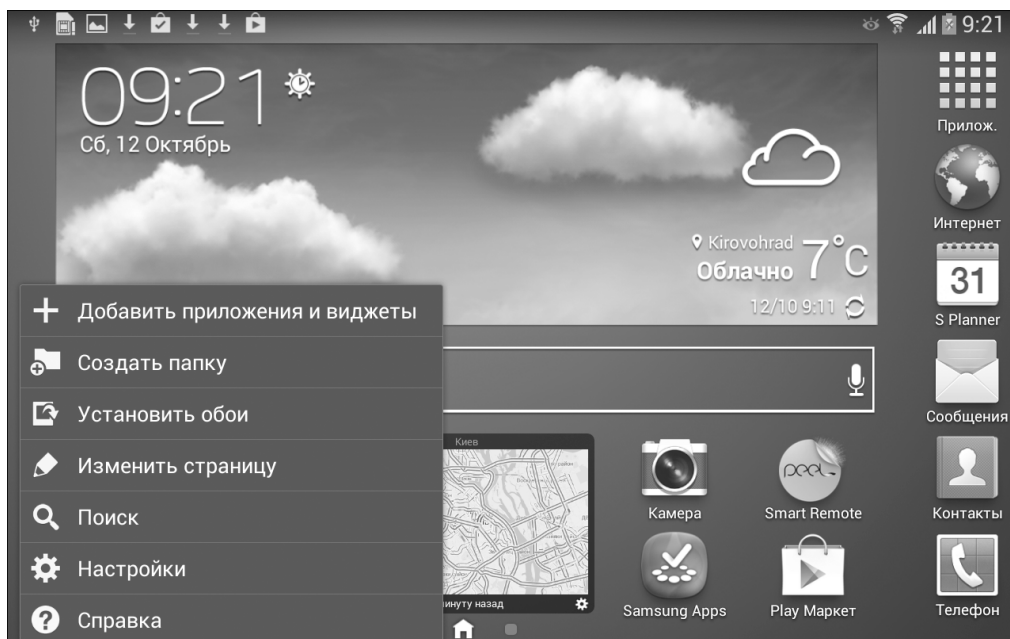 9:21
09:21
Сб, 12 Октябрь
Kirovohrad
7°C
Облачно
12/10 9:11
Прилож.
Интернет
31
S Planner
Сообщения
Контакты
Телефон
Добавить приложения и виджеты
Создать папку
Установить обои
Изменить страницу
Поиск
Настройки
Справка
Киев
минуту назад
Камера
peel
Smart Remote
Samsung Apps
Play Маркет